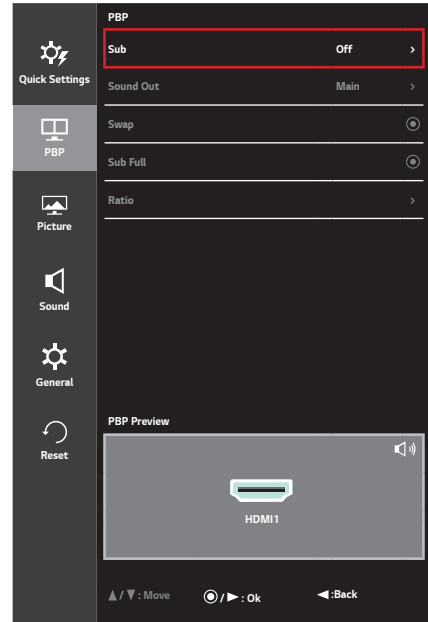 PBP
Sub Off >
Quick Settings
Sound Out Main >
Swap
PBP
Sub Full
Ratio >
Picture
Sound
General
Reset
PBP Preview
HDMI1
▲/▼: Move ◉/►: Ok ◄:Back